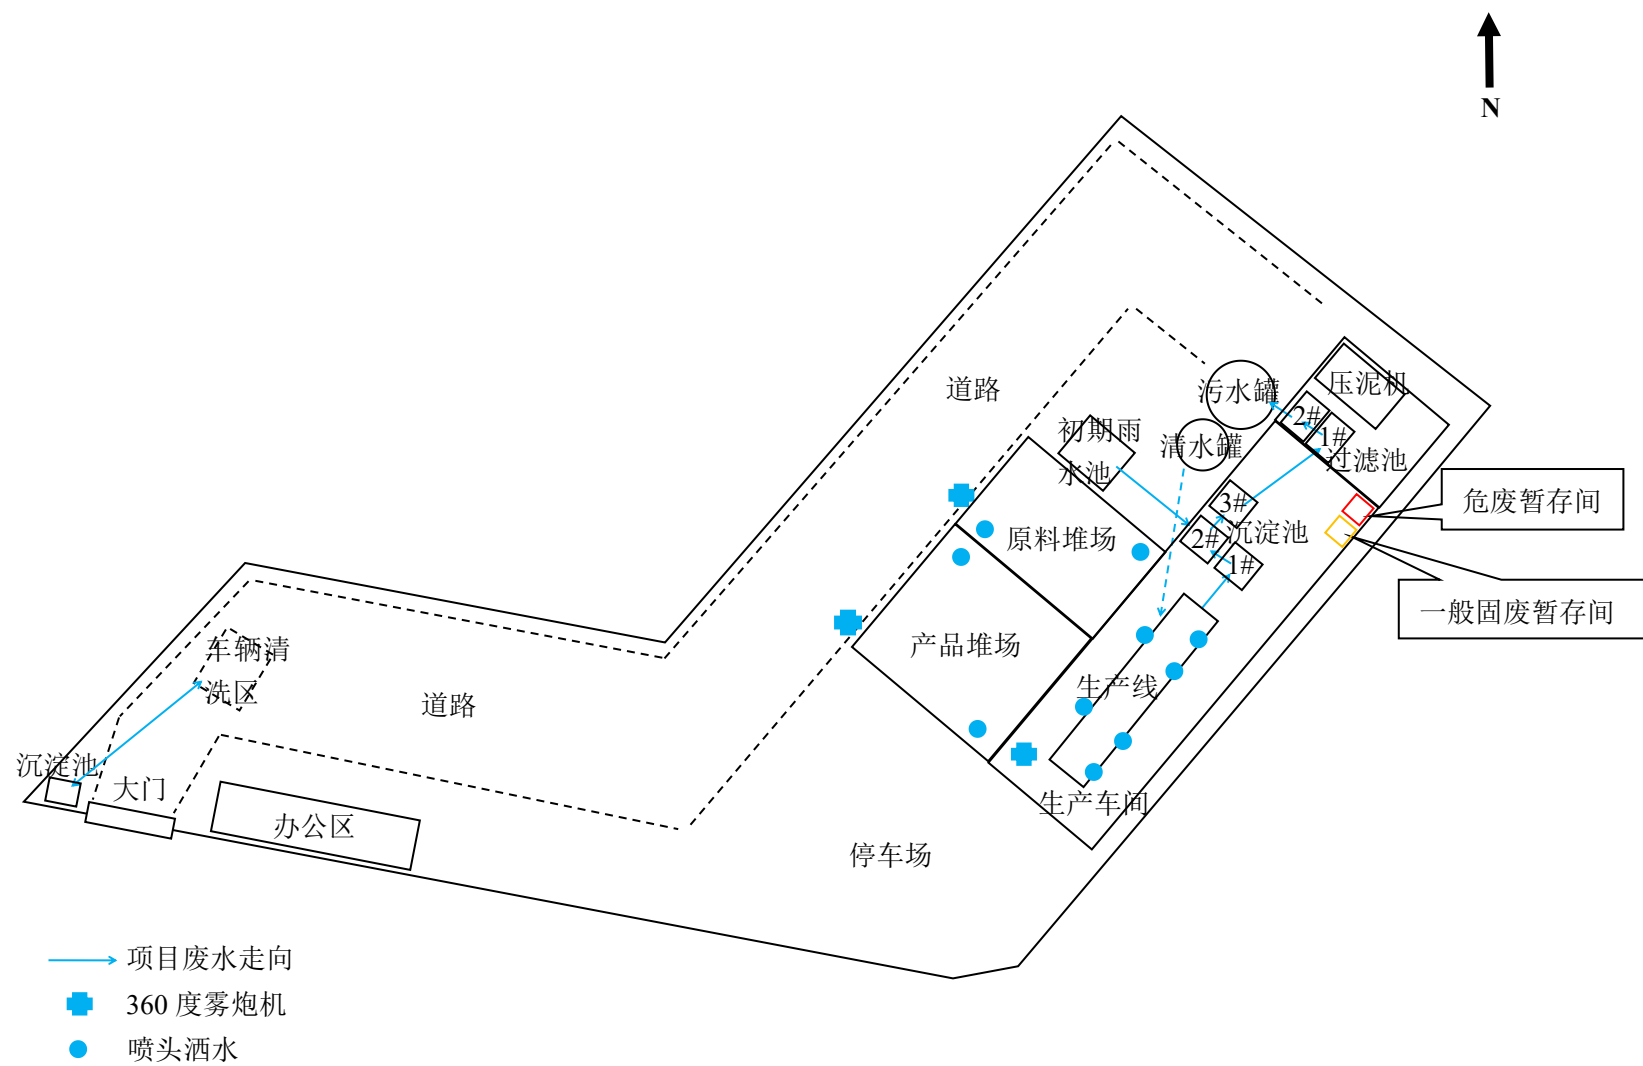 N
道路
污水罐
压泥机
2#
1#
初期雨
水池
清水罐
过滤池
危废暂存间
3#
原料堆场
2#
沉淀池
1#
一般固废暂存间
产品堆场
车辆清
洗区
道路
生产线
沉淀池
大门
生产车间
办公区
停车场
项目废水走向
360 度雾炮机
喷头洒水